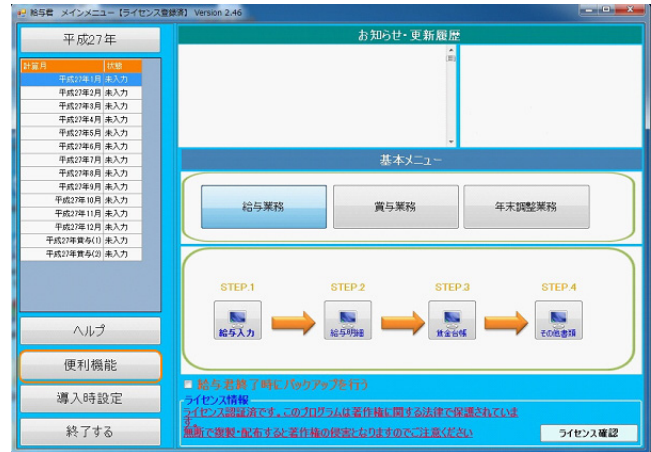 給与君 メインメニュー【ライセンス登録済】 Version 2.46
平成27年
お知らせ・更新履歴
計算月 状態
平成27年1月 未入力
平成27年2月 未入力
平成27年3月 未入力
平成27年4月 未入力
平成27年5月 未入力
平成27年6月 未入力
平成27年7月 未入力
平成27年8月 未入力
平成27年9月 未入力
平成27年10月 未入力
平成27年11月 未入力
平成27年12月 未入力
平成27年賞与(1) 未入力
平成27年賞与(2) 未入力
基本メニュー
給与業務 賞与業務 年末調整業務
STEP.1 STEP.2 STEP.3 STEP.4
給与入力 給与明細 賃金台帳 その他書類
ヘルプ
便利機能
導入時設定
終了する
給与君終了時にバックアップを行う
ライセンス情報
ライセンス認証済です。このプログラムは著作権に関する法律で保護されていま
す。
無断で複製・配布すると著作権の侵害となりますのでご注意ください
ライセンス確認